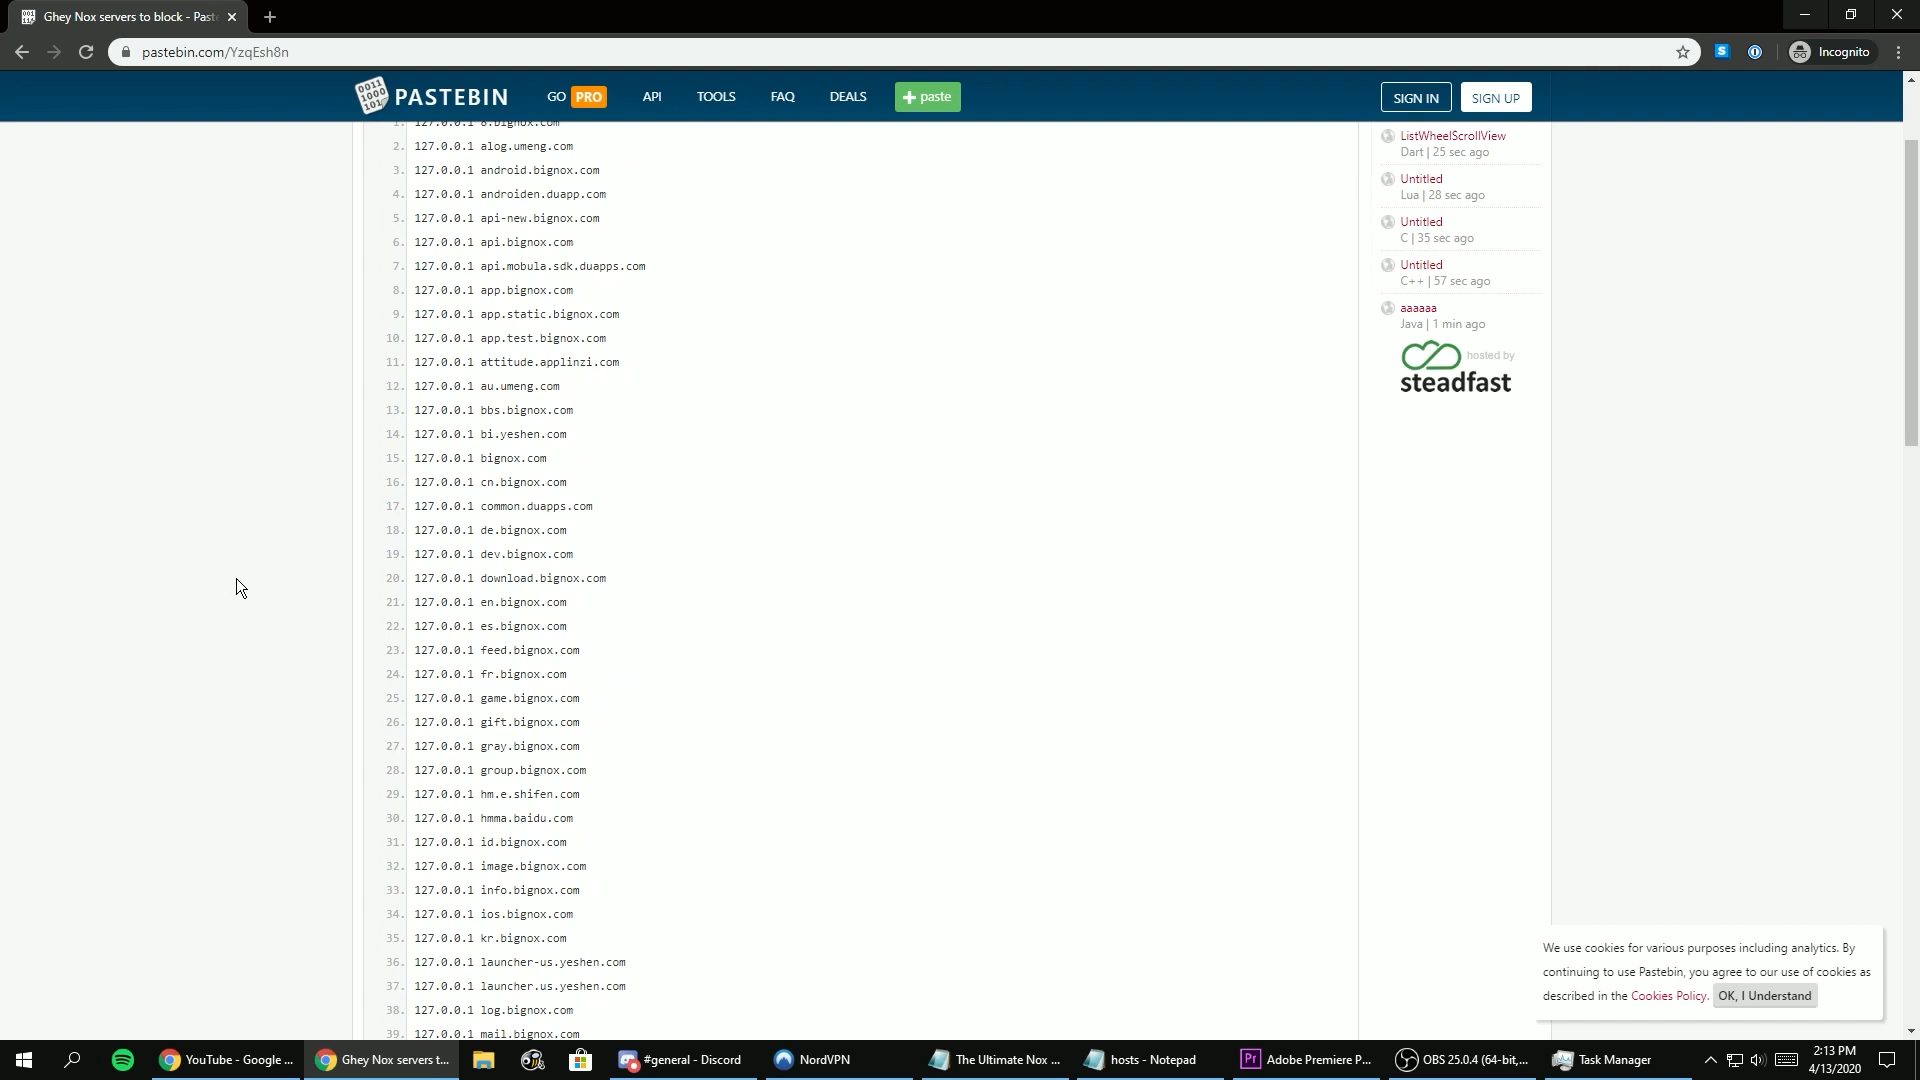 Ghey Nox servers to block - Past
pastebin.com/YzqEsh8n
Incognito
PASTEBIN
GO PRO
API
TOOLS
FAQ
DEALS
paste
SIGN IN
SIGN UP
1. 127.0.0.1 8.bignox.com
2. 127.0.0.1 alog.umeng.com
3. 127.0.0.1 android.bignox.com
4. 127.0.0.1 androiden.duapp.com
5. 127.0.0.1 api-new.bignox.com
6. 127.0.0.1 api.bignox.com
7. 127.0.0.1 api.mobula.sdk.duapps.com
8. 127.0.0.1 app.bignox.com
9. 127.0.0.1 app.static.bignox.com
10. 127.0.0.1 app.test.bignox.com
11. 127.0.0.1 attitude.applinzi.com
12. 127.0.0.1 au.umeng.com
13. 127.0.0.1 bbs.bignox.com
14. 127.0.0.1 bi.yeshen.com
15. 127.0.0.1 bignox.com
16. 127.0.0.1 cn.bignox.com
17. 127.0.0.1 common.duapps.com
18. 127.0.0.1 de.bignox.com
19. 127.0.0.1 dev.bignox.com
20. 127.0.0.1 download.bignox.com
21. 127.0.0.1 en.bignox.com
22. 127.0.0.1 es.bignox.com
23. 127.0.0.1 feed.bignox.com
24. 127.0.0.1 fr.bignox.com
25. 127.0.0.1 game.bignox.com
26. 127.0.0.1 gift.bignox.com
27. 127.0.0.1 gray.bignox.com
28. 127.0.0.1 group.bignox.com
29. 127.0.0.1 hm.e.shifen.com
30. 127.0.0.1 hmma.baidu.com
31. 127.0.0.1 id.bignox.com
32. 127.0.0.1 image.bignox.com
33. 127.0.0.1 info.bignox.com
34. 127.0.0.1 ios.bignox.com
35. 127.0.0.1 kr.bignox.com
36. 127.0.0.1 launcher-us.yeshen.com
37. 127.0.0.1 launcher.us.yeshen.com
38. 127.0.0.1 log.bignox.com
39. 127.0.0.1 mail.bignox.com
ListWheelScrollView
Dart | 25 sec ago
Untitled
Lua | 28 sec ago
Untitled
C | 35 sec ago
Untitled
C++ | 57 sec ago
aaaaaa
Java | 1 min ago
hosted by
steadfast
We use cookies for various purposes including analytics. By
continuing to use Pastebin, you agree to our use of cookies as
described in the Cookies Policy. OK, I Understand
YouTube - Google ...
Ghey Nox servers t...
#general - Discord
NordVPN
The Ultimate Nox ...
hosts - Notepad
Adobe Premiere P...
OBS 25.0.4 (64-bit,...
Task Manager
2:13 PM
4/13/2020